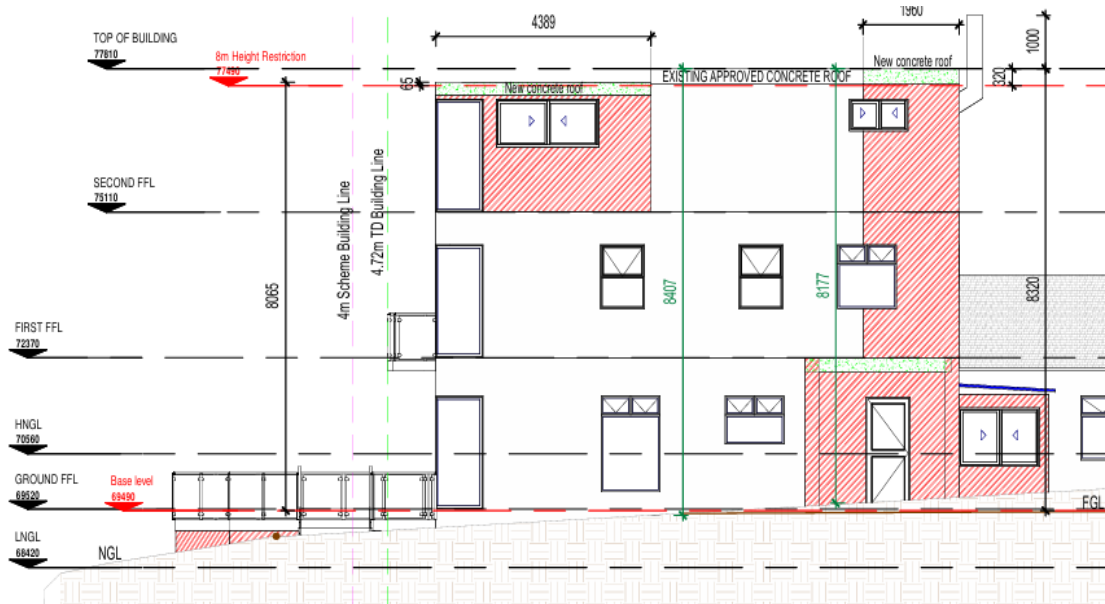 TOP OF BUILDING
77810
8m Height Restriction
77490
4389
1960
1000
New concrete roof
EXISTING APPROVED CONCRETE ROOF
320
65
New concrete roof
SECOND FFL
75110
4m Scheme Building Line
4.72m TD Building Line
8065
8407
8177
8320
FIRST FFL
72370
HNGL
70560
GROUND FFL
69520
Base level
69490
FGL
LNGL
68420
NGL